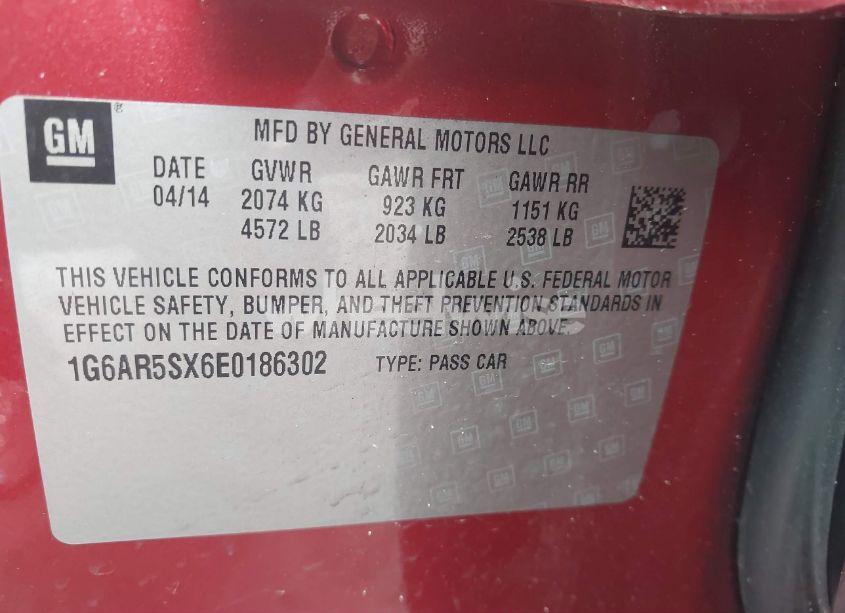 GM ®
MFD BY GENERAL MOTORS LLC
DATE GVWR GAWR FRT GAWR RR
04/14 2074 KG 923 KG 1151 KG
4572 LB 2034 LB 2538 LB
THIS VEHICLE CONFORMS TO ALL APPLICABLE U.S. FEDERAL MOTOR
VEHICLE SAFETY, BUMPER, AND THEFT PREVENTION STANDARDS IN
EFFECT ON THE DATE OF MANUFACTURE SHOWN ABOVE.
1G6AR5SX6E0186302 TYPE: PASS CAR